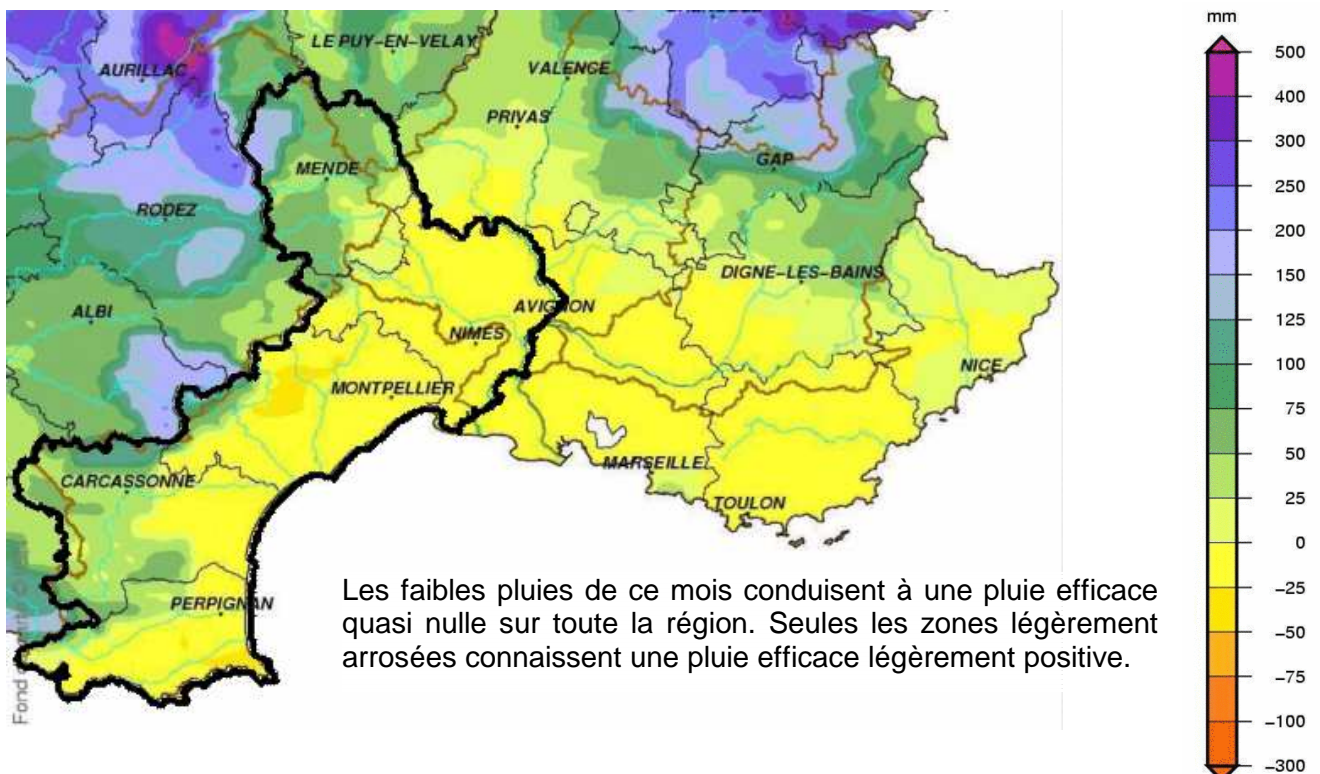 mm
500
400
300
250
200
150
125
100
75
50
25
0
−25
−50
−75
−100
−300
LE PUY−EN−VELAY
AURILLAC
VALENCE
PRIVAS
GAP
MENDE
RODEZ
DIGNE−LES−BAINS
ALBI
AVIGNON
NIMES
NICE
MONTPELLIER
MARSEILLE
CARCASSONNE
TOULON
PERPIGNAN
Les faibles pluies de ce mois conduisent à une pluie efficace
quasi nulle sur toute la région. Seules les zones légèrement
arrosées connaissent une pluie efficace légèrement positive.
Fond